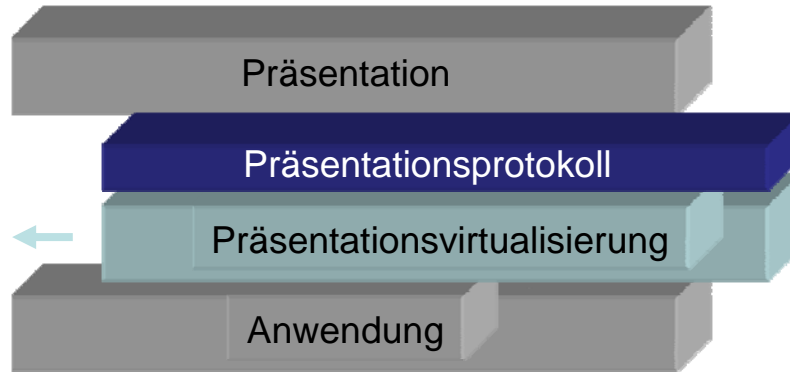 Präsentation
Präsentationsprotokoll
Präsentationsvirtualisierung
Anwendung